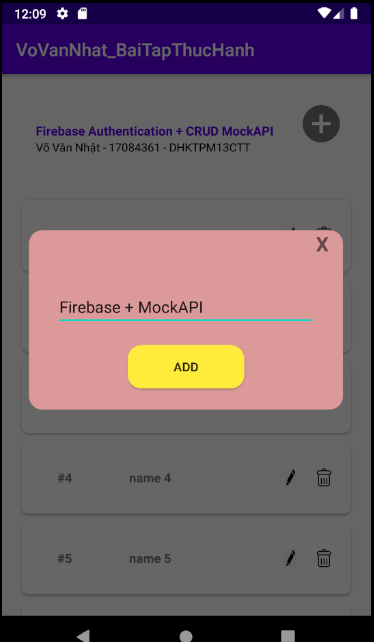 12:09
VoVanNhat_BaiTapThucHanh
Firebase Authentication + CRUD MockAPI
Võ Văn Nhật - 17084361 - DHKTPM13CTT
X
Firebase + MockAPI
ADD
#4 name 4
#5 name 5